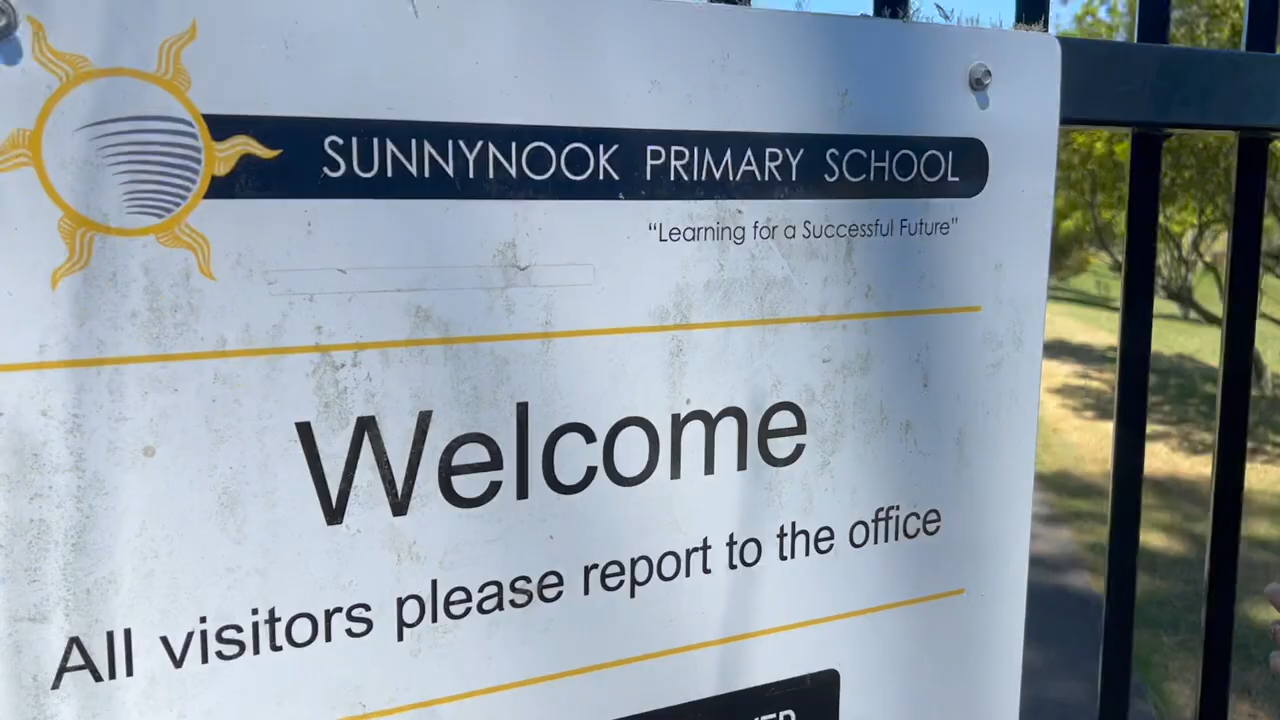 SUNNYNOOK PRIMARY SCHOOL
“Learning for a Successful Future”
Welcome
All visitors please report to the office